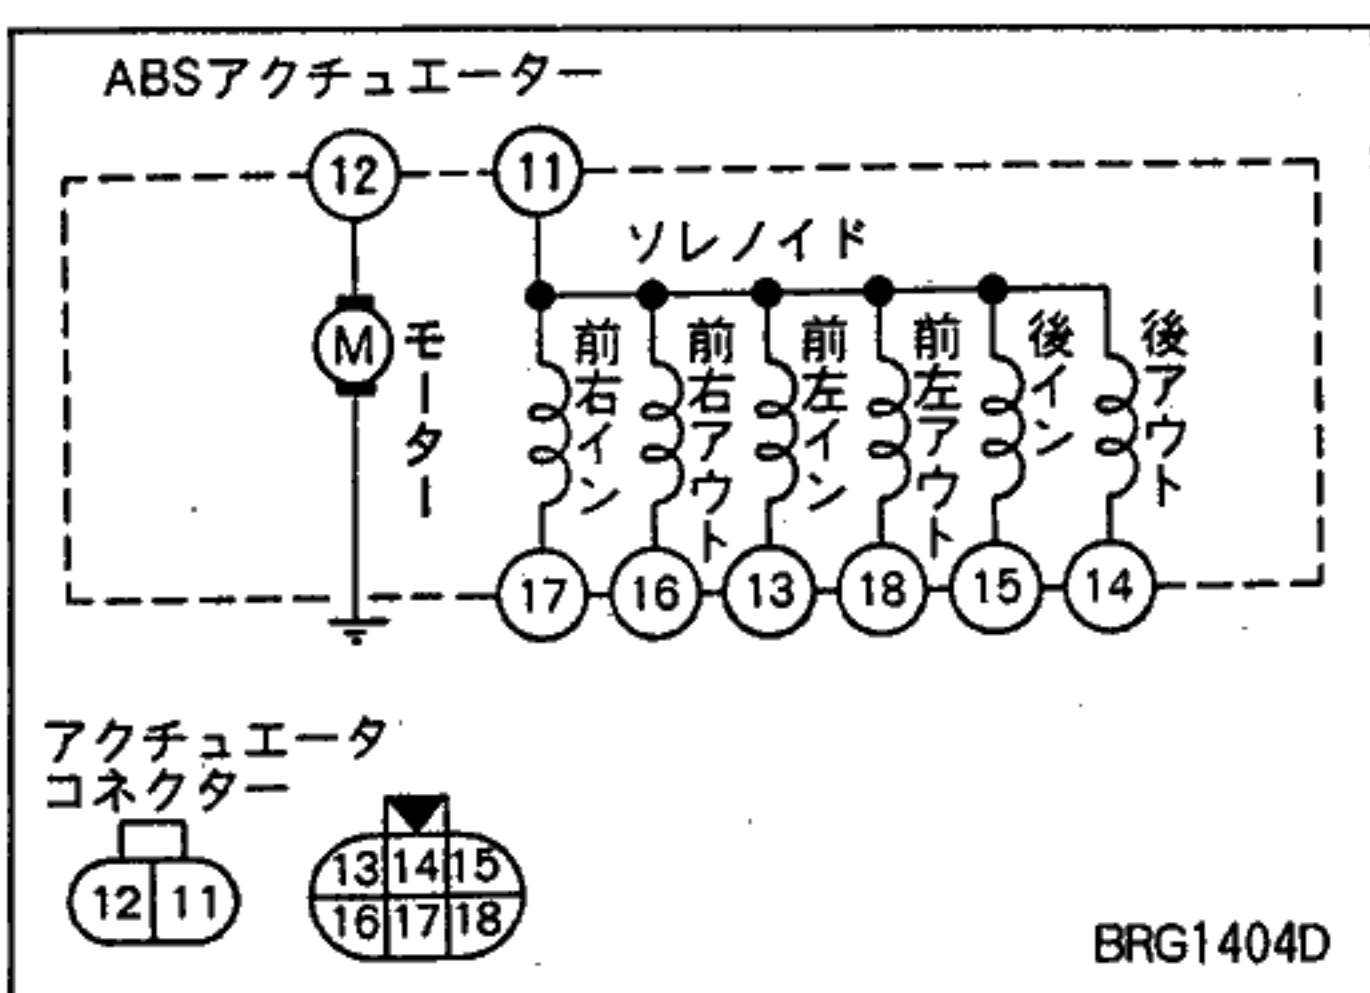 ABSアクチュエーター
12
11
ソレノイド
M
モーター
前右イン
前右アウト
前左イン
前左アウト
後イン
後アウト
17
16
13
18
15
14
アクチュエータ
コネクター
12 11
13 14 15
16 17 18
BRG1404D